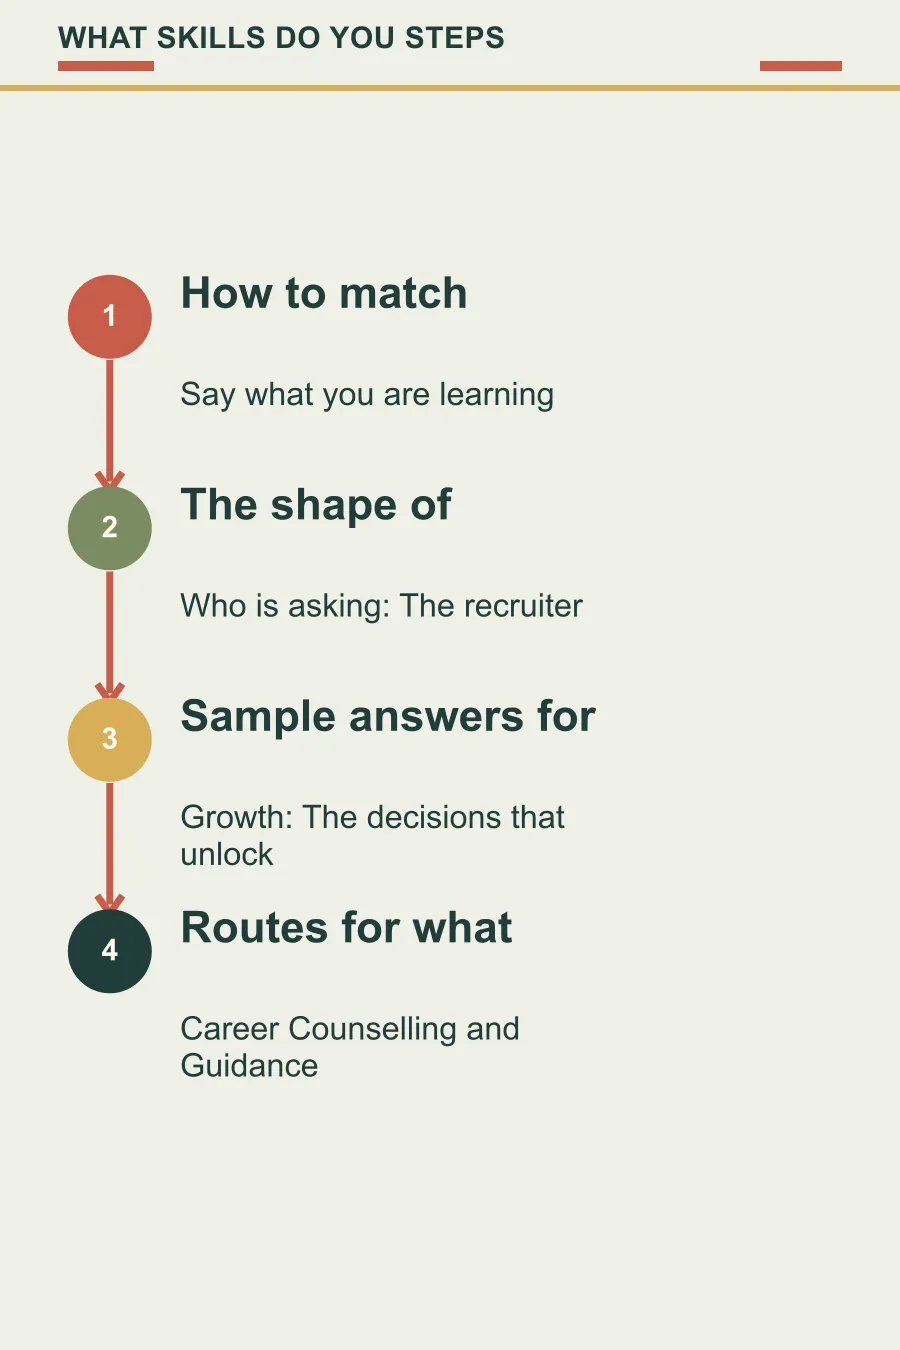 WHAT SKILLS DO YOU STEPS
1
How to match
Say what you are learning
2
The shape of
Who is asking: The recruiter
3
Sample answers for
Growth: The decisions that
unlock
4
Routes for what
Career Counselling and
Guidance